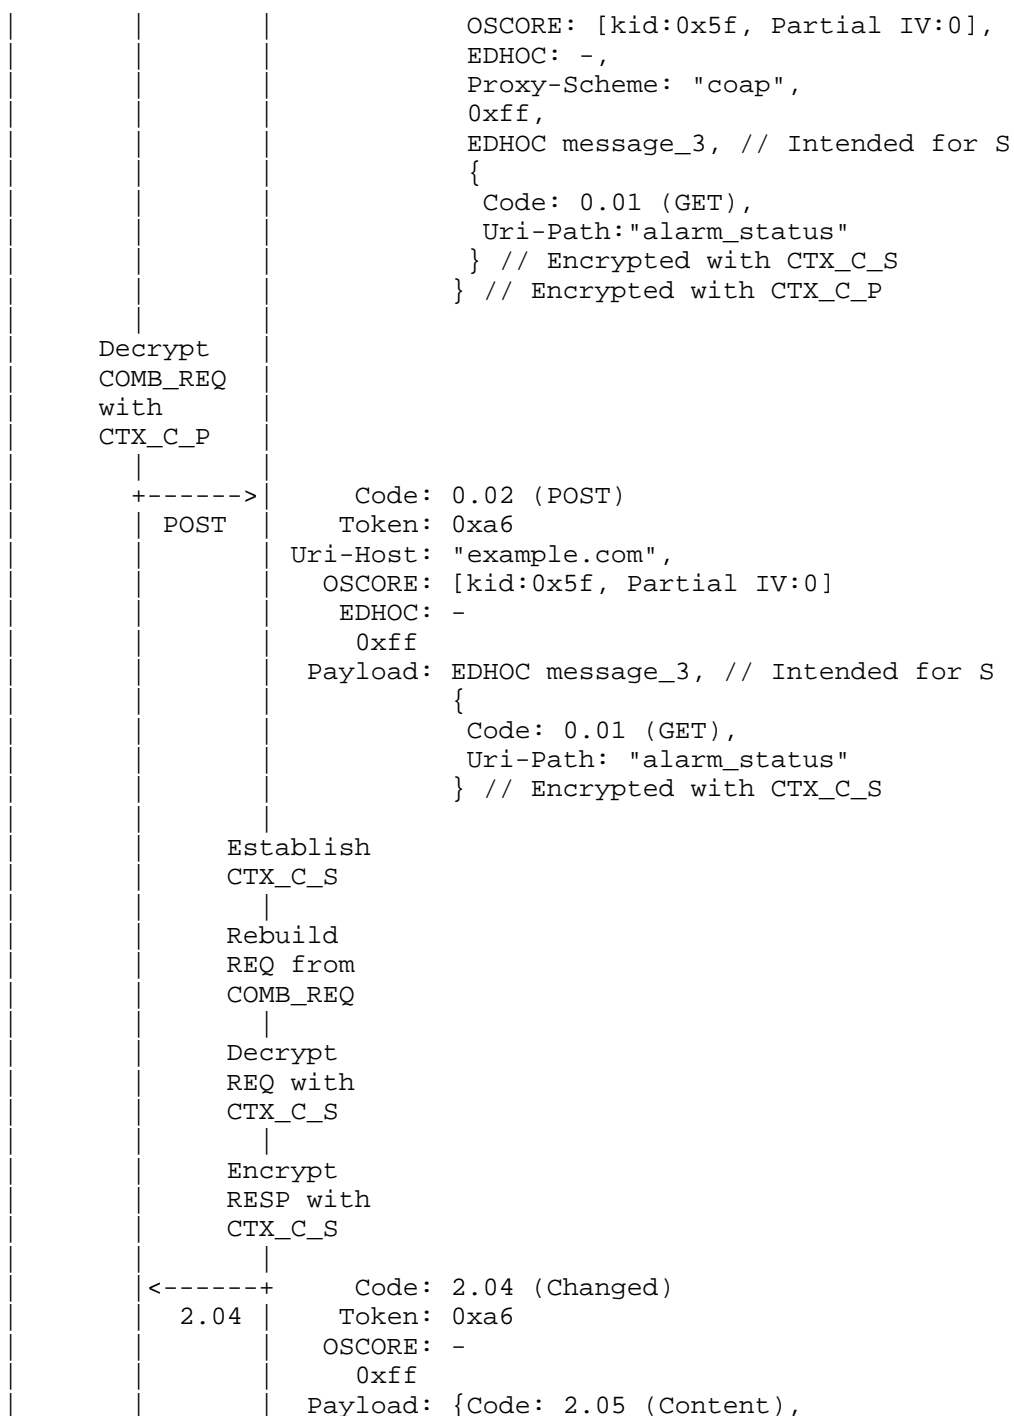 |       |       |            OSCORE: [kid:0x5f, Partial IV:0],
|       |       |            EDHOC: -,
|       |       |            Proxy-Scheme: "coap",
|       |       |            0xff,
|       |       |            EDHOC message_3, // Intended for S
|       |       |            {
|       |       |             Code: 0.01 (GET),
|       |       |             Uri-Path:"alarm_status"
|       |       |            } // Encrypted with CTX_C_S
|       |       |           } // Encrypted with CTX_C_P
|       |       |
|     Decrypt   |
|     COMB_REQ  |
|     with      |
|     CTX_C_P   |
|       |       |
|       +------>|     Code: 0.02 (POST)
|       | POST  |    Token: 0xa6
|       |       | Uri-Host: "example.com",
|       |       |   OSCORE: [kid:0x5f, Partial IV:0]
|       |       |    EDHOC: -
|       |       |     0xff
|       |       |  Payload: EDHOC message_3, // Intended for S
|       |       |           {
|       |       |            Code: 0.01 (GET),
|       |       |            Uri-Path: "alarm_status"
|       |       |           } // Encrypted with CTX_C_S
|       |       |
|       |     Establish
|       |     CTX_C_S
|       |       |
|       |     Rebuild
|       |     REQ from
|       |     COMB_REQ
|       |       |
|       |     Decrypt
|       |     REQ with
|       |     CTX_C_S
|       |       |
|       |     Encrypt
|       |     RESP with
|       |     CTX_C_S
|       |       |
|       |<------+     Code: 2.04 (Changed)
|       |  2.04 |    Token: 0xa6
|       |       |   OSCORE: -
|       |       |     0xff
|       |       |  Payload: {Code: 2.05 (Content),